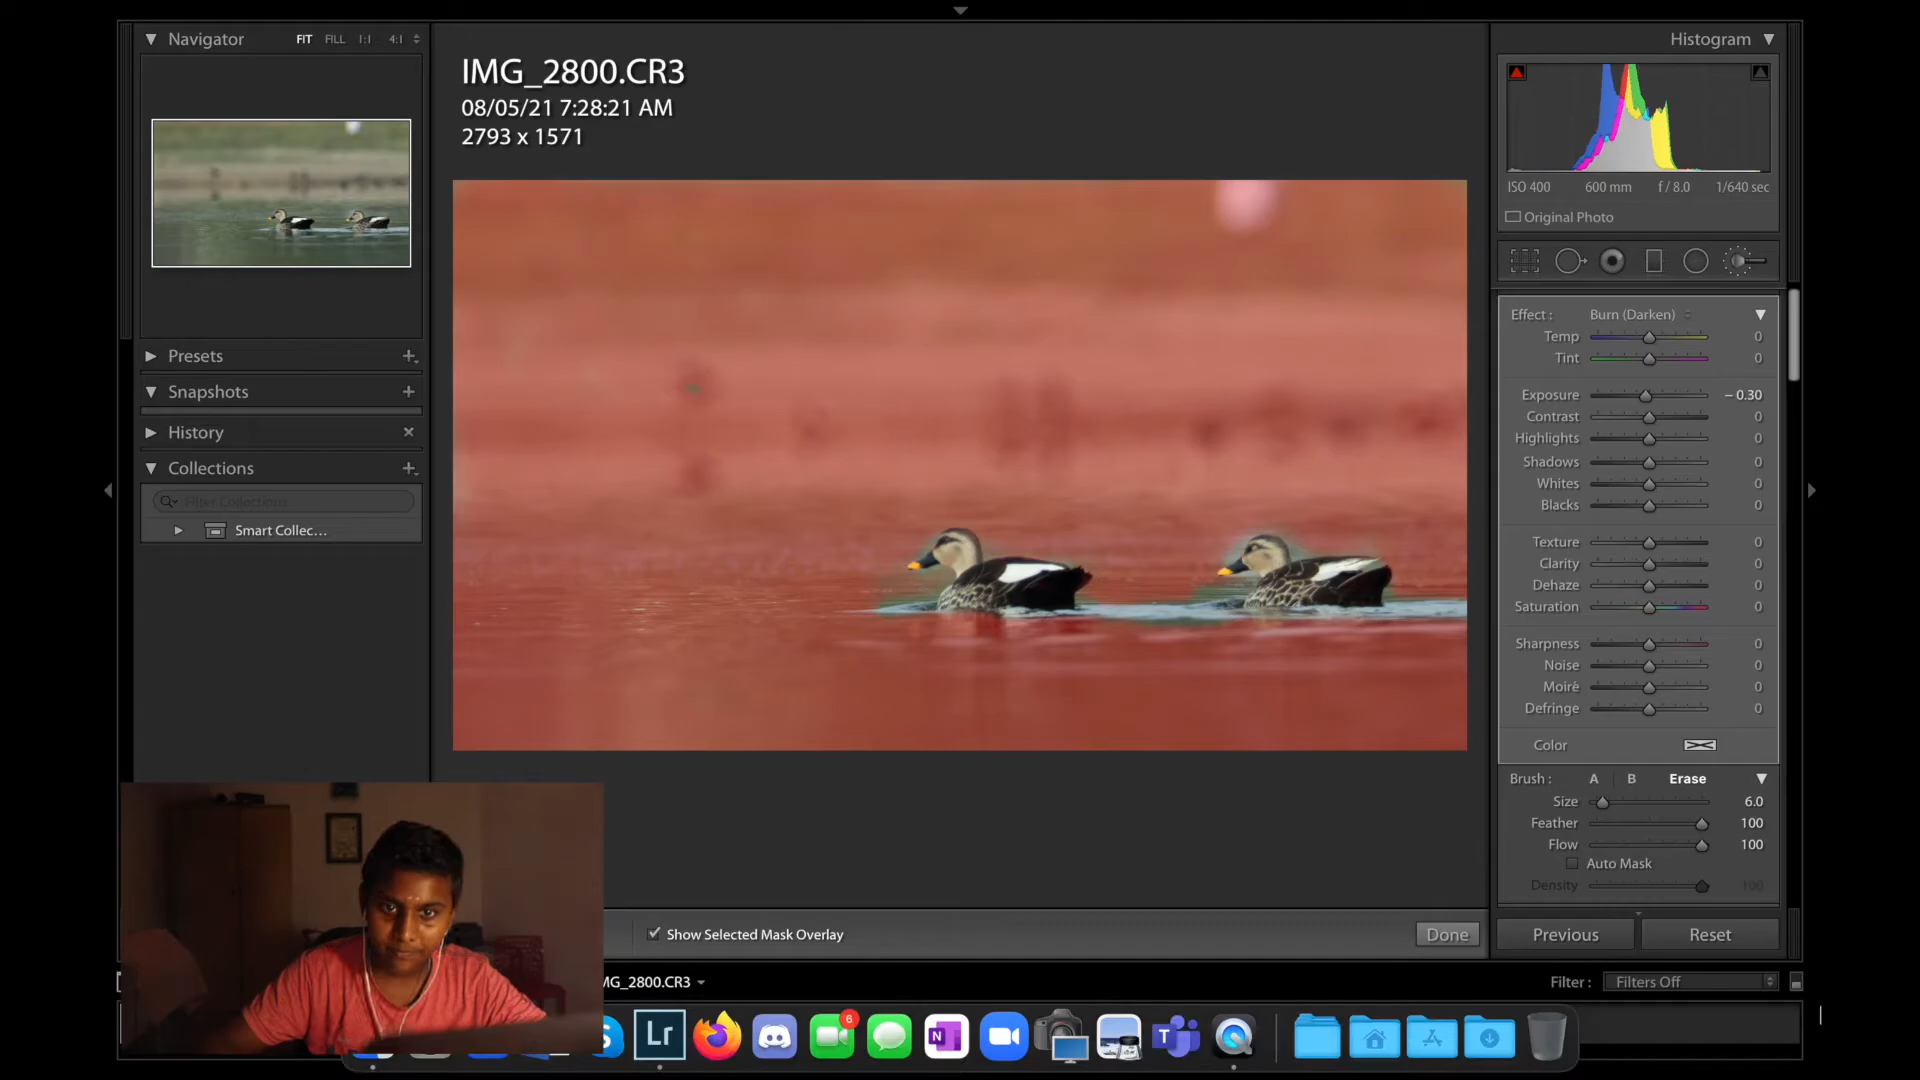 Navigator
FIT FILL 1:1 4:1
Presets
Snapshots
History
Collections
Filter Collections
Smart Collec...
IMG_2800.CR3
08/05/21 7:28:21 AM
2793 x 1571
Show Selected Mask Overlay
Done
MG_2800.CR3
Histogram
ISO 400 600 mm f / 8.0 1/640 sec
Original Photo
Effect : Burn (Darken)
Temp 0
Tint 0
Exposure – 0.30
Contrast 0
Highlights 0
Shadows 0
Whites 0
Blacks 0
Texture 0
Clarity 0
Dehaze 0
Saturation 0
Sharpness 0
Noise 0
Moiré 0
Defringe 0
Color
Brush : A B Erase
Size 6.0
Feather 100
Flow 100
Auto Mask
Density 100
Previous Reset
Filter : Filters Off
S
Lr
6
N
T